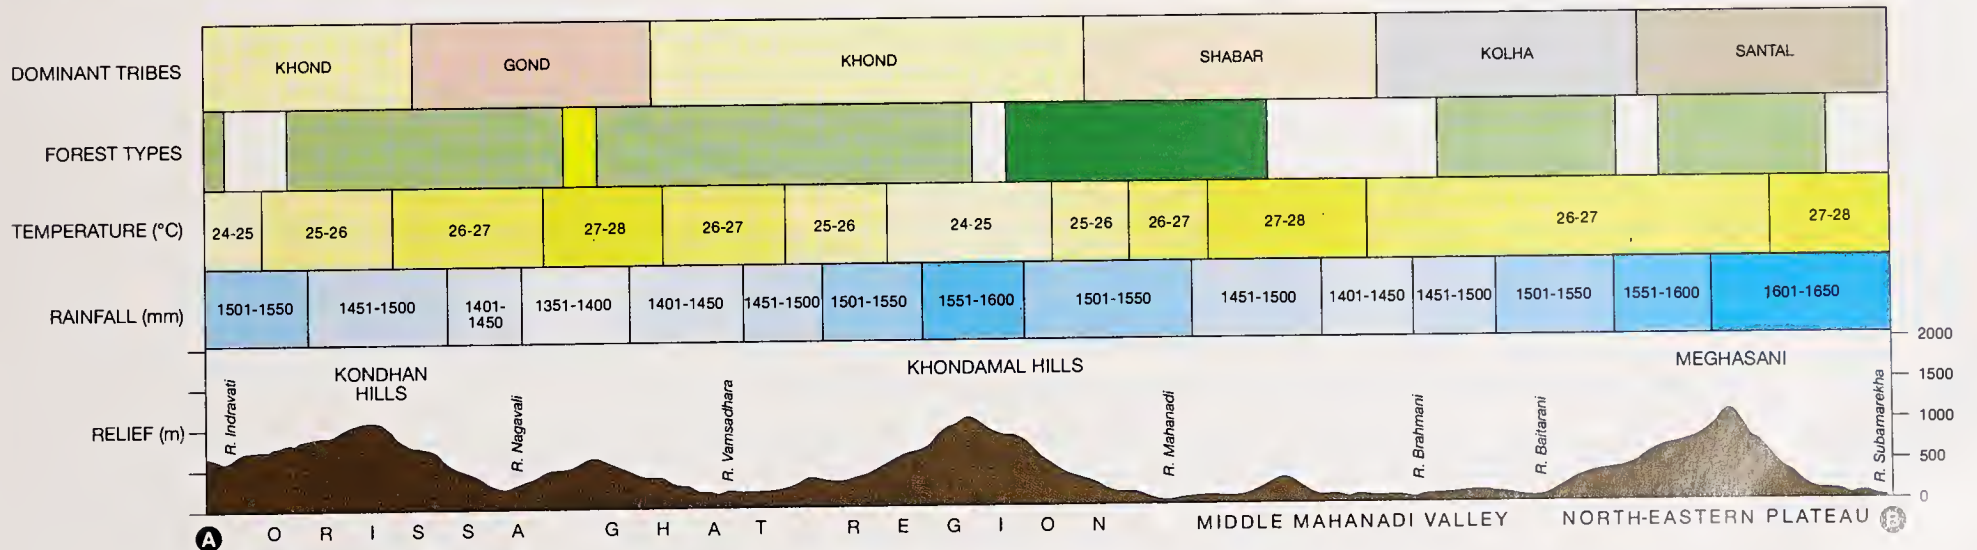 DOMINANT TRIBES
KHOND
GOND
KHOND
SHABAR
KOLHA
SANTAL
FOREST TYPES
TEMPERATURE (°C)
24-25
25-26
26-27
27-28
26-27
25-26
24-25
25-26
26-27
27-28
26-27
27-28
RAINFALL (mm)
1501-1550
1451-1500
1401-
1450
1351-1400
1401-1450
1451-1500
1501-1550
1551-1600
1501-1550
1451-1500
1401-1450
1451-1500
1501-1550
1551-1600
1601-1650
2000
1500
1000
500
0
RELIEF (m)
R. Indravati
KONDHAN
HILLS
R. Nagavali
R. Vamsadhara
KHONDAMAL HILLS
R. Mahanadi
R. Brahmani
R. Baitarani
MEGHASANI
R. Subarnarekha
A
ORISSA GHAT REGION
MIDDLE MAHANADI VALLEY
NORTH-EASTERN PLATEAU
B